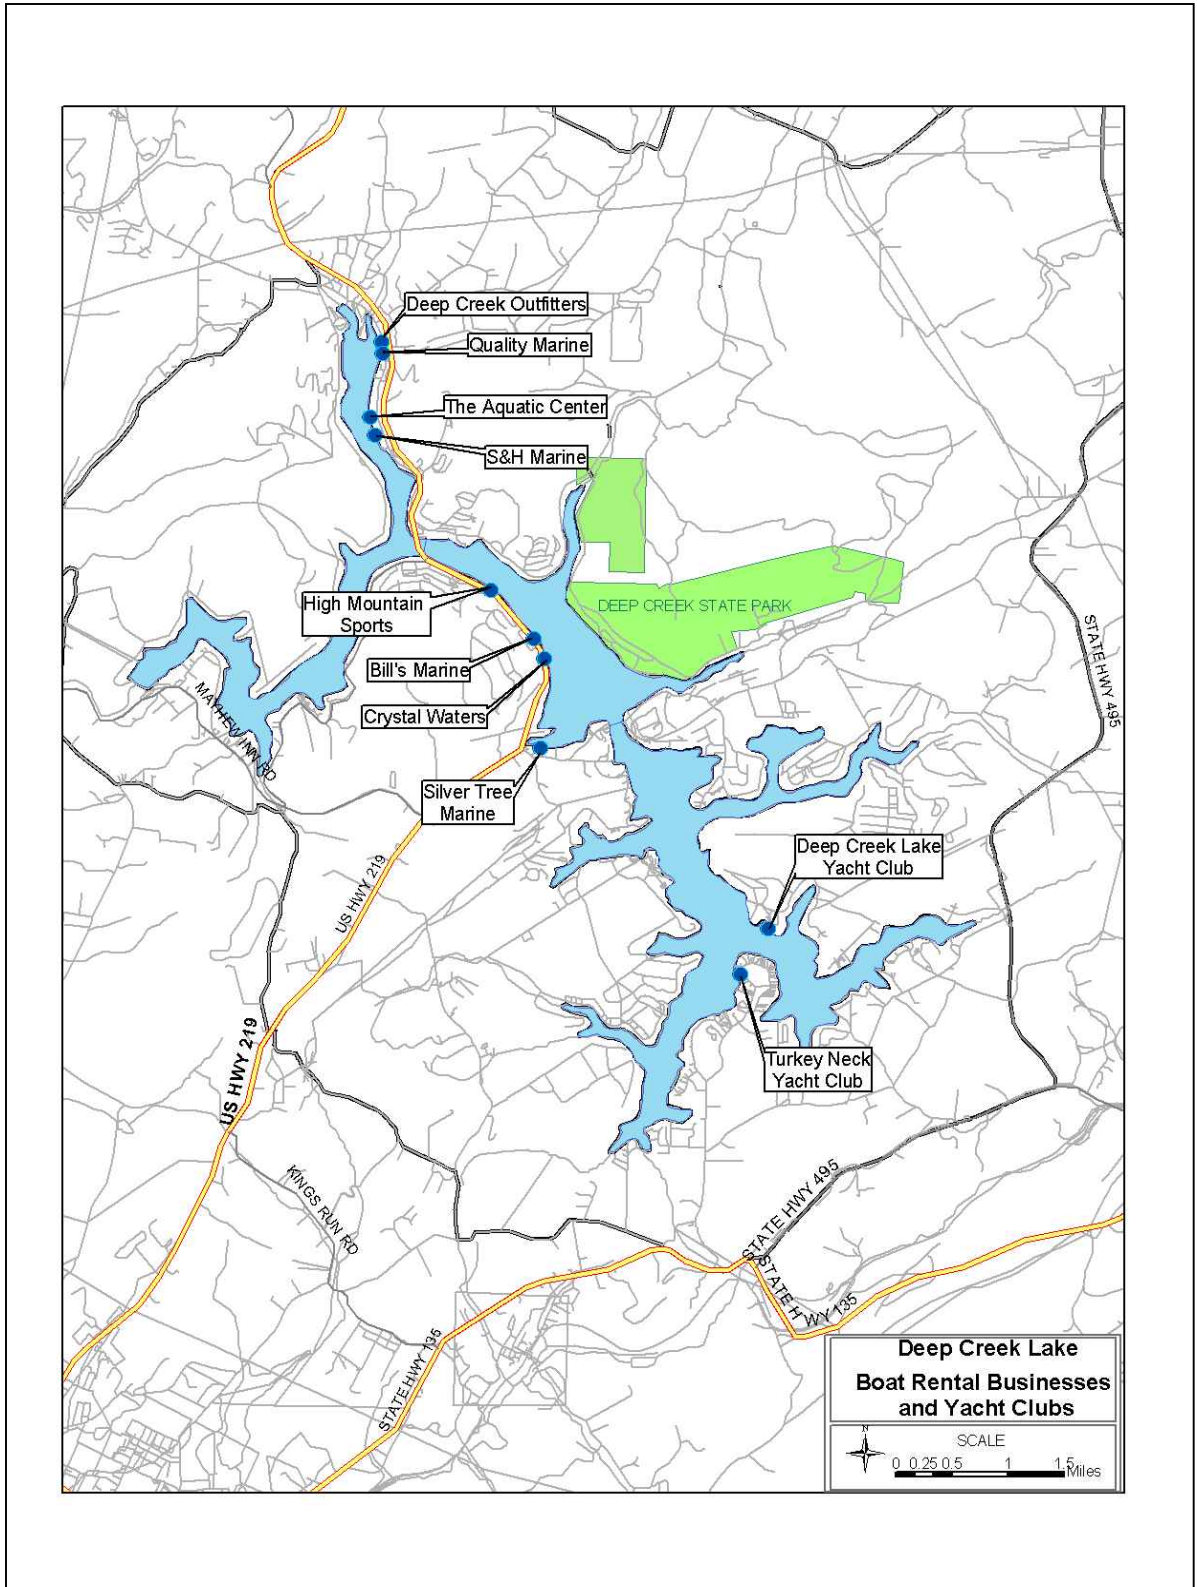 Deep Creek Outfitters
Quality Marine
The Aquatic Center
S&H Marine
High Mountain
Sports
DEEP CREEK STATE PARK
Bill's Marine
Crystal Waters
MAYHEW INN RD
STATE HWY 495
Silver Tree
Marine
US HWY 219
Deep Creek Lake
Yacht Club
US HWY 219
Turkey Neck
Yacht Club
KINGS RUN RD
STATE HWY 495
STATE HWY 135
STATE HWY 135
Deep Creek Lake
Boat Rental Businesses
and Yacht Clubs
N
SCALE
0 0.25 0.5 1 1.5
Miles